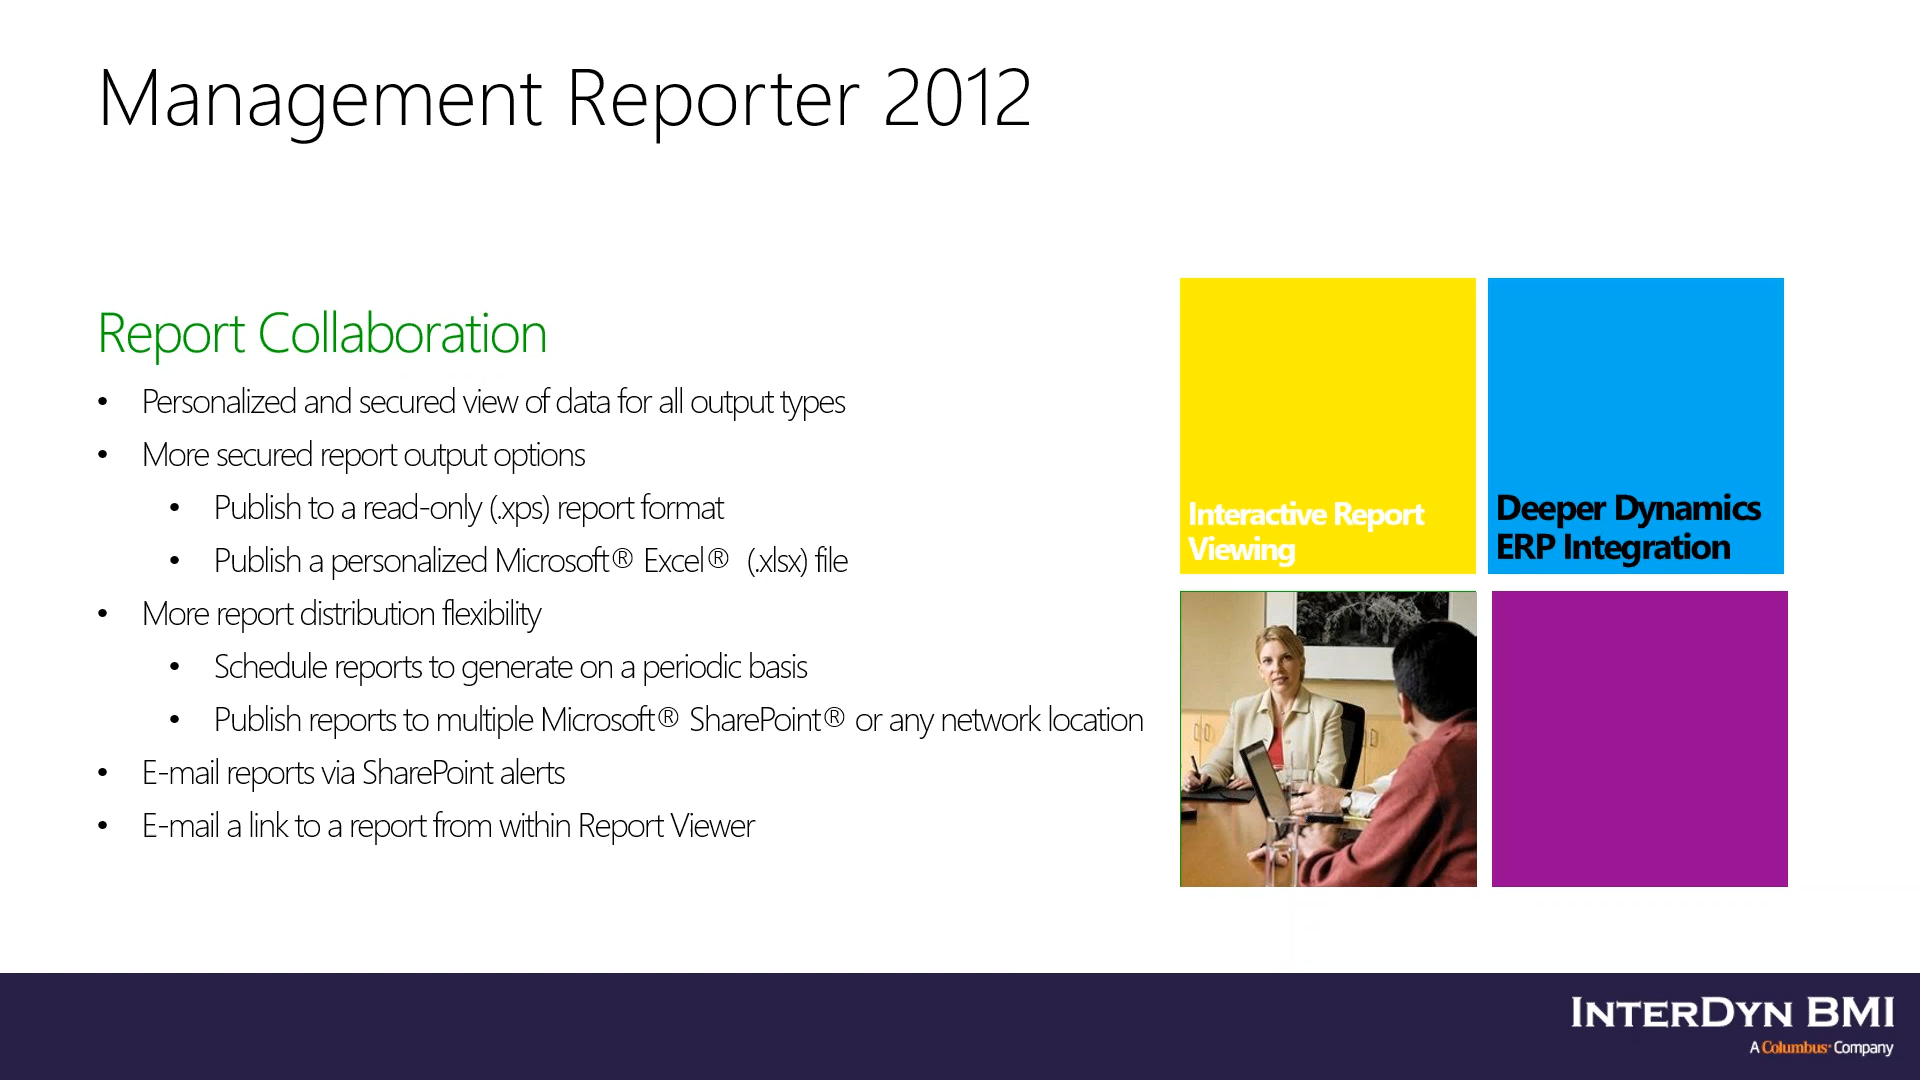 Management Reporter 2012
Report Collaboration
• Personalized and secured view of data for all output types
• More secured report output options
• Publish to a read-only (.xps) report format
• Publish a personalized Microsoft® Excel® (.xlsx) file
• More report distribution flexibility
• Schedule reports to generate on a periodic basis
• Publish reports to multiple Microsoft® SharePoint® or any network location
• E-mail reports via SharePoint alerts
• E-mail a link to a report from within Report Viewer
Interactive Report
Viewing
Deeper Dynamics
ERP Integration
INTERDYN BMI
A Columbus® Company